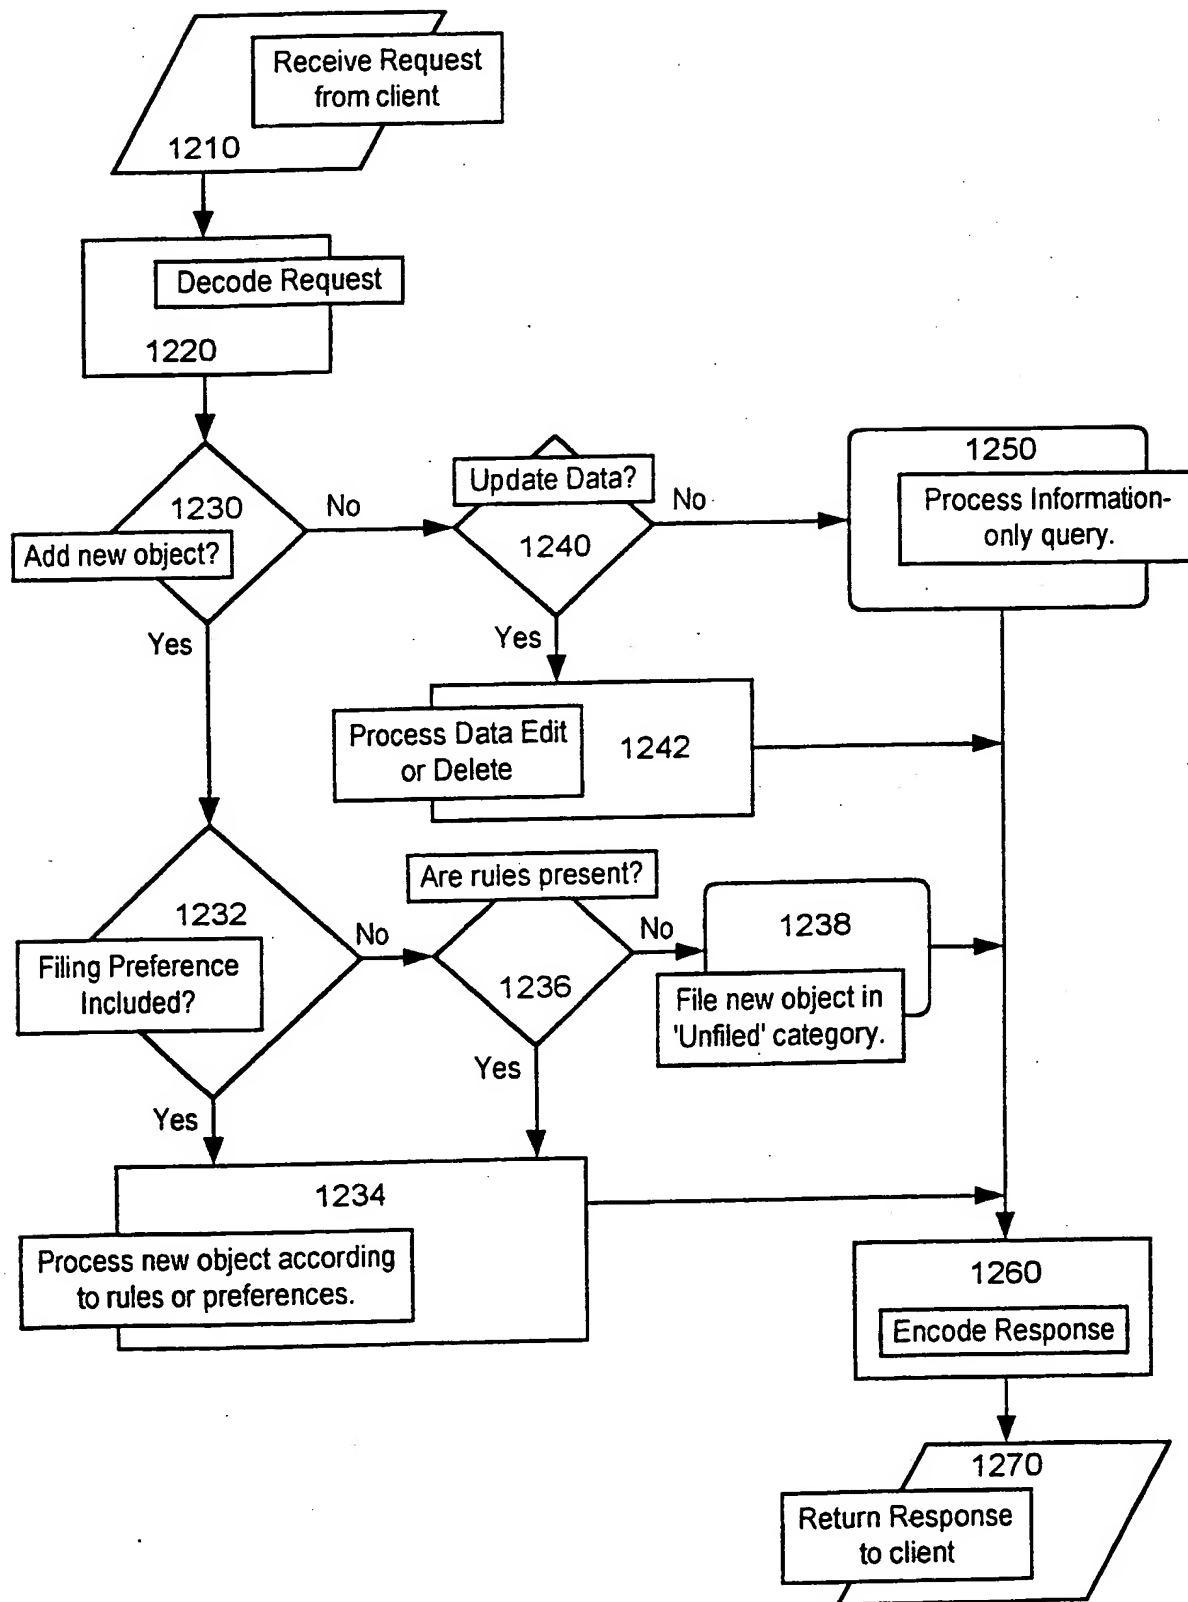 Receive Request
from client
1210
Decode Request
1220
1230
Add new object?
No
Yes
Update Data?
1240
No
Yes
1250
Process Information-
only query.
Process Data Edit
or Delete
1242
1232
Filing Preference
Included?
No
Yes
Are rules present?
1236
No
Yes
1238
File new object in
'Unfiled' category.
1234
Process new object according
to rules or preferences.
1260
Encode Response
1270
Return Response
to client